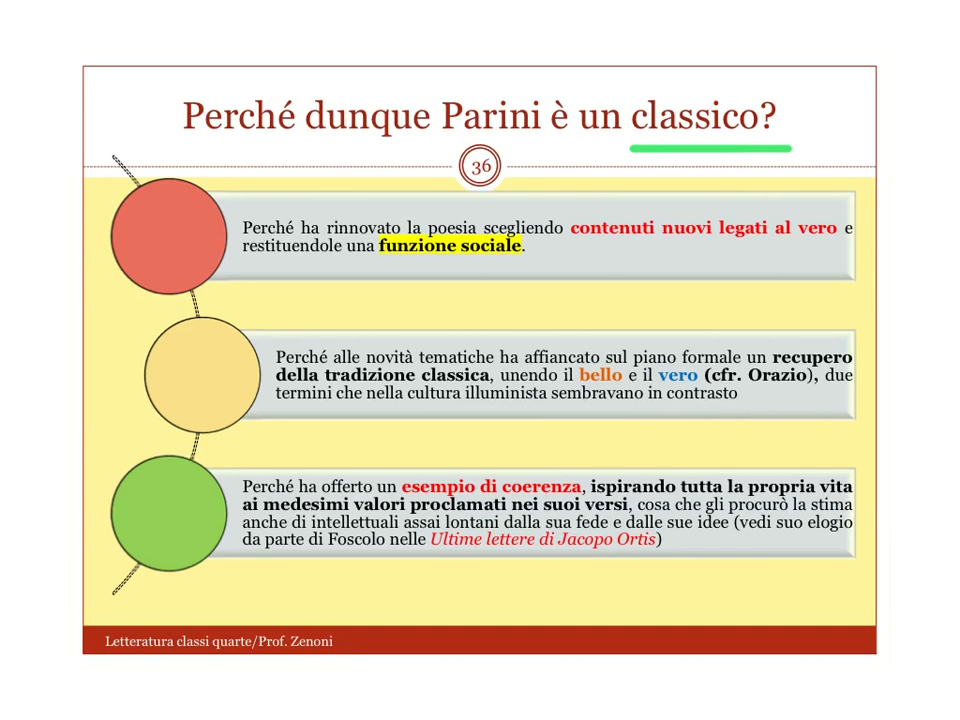 Perché dunque Parini è un classico?
36
Perché ha rinnovato la poesia scegliendo contenuti nuovi legati al vero e
restituendole una funzione sociale.
Perché alle novità tematiche ha affiancato sul piano formale un recupero
della tradizione classica, unendo il bello e il vero (cfr. Orazio), due
termini che nella cultura illuminista sembravano in contrasto
Perché ha offerto un esempio di coerenza, ispirando tutta la propria vita
ai medesimi valori proclamati nei suoi versi, cosa che gli procurò la stima
anche di intellettuali assai lontani dalla sua fede e dalle sue idee (vedi suo elogio
da parte di Foscolo nelle Ultime lettere di Jacopo Ortis)
Letteratura classi quarte/Prof. Zenoni